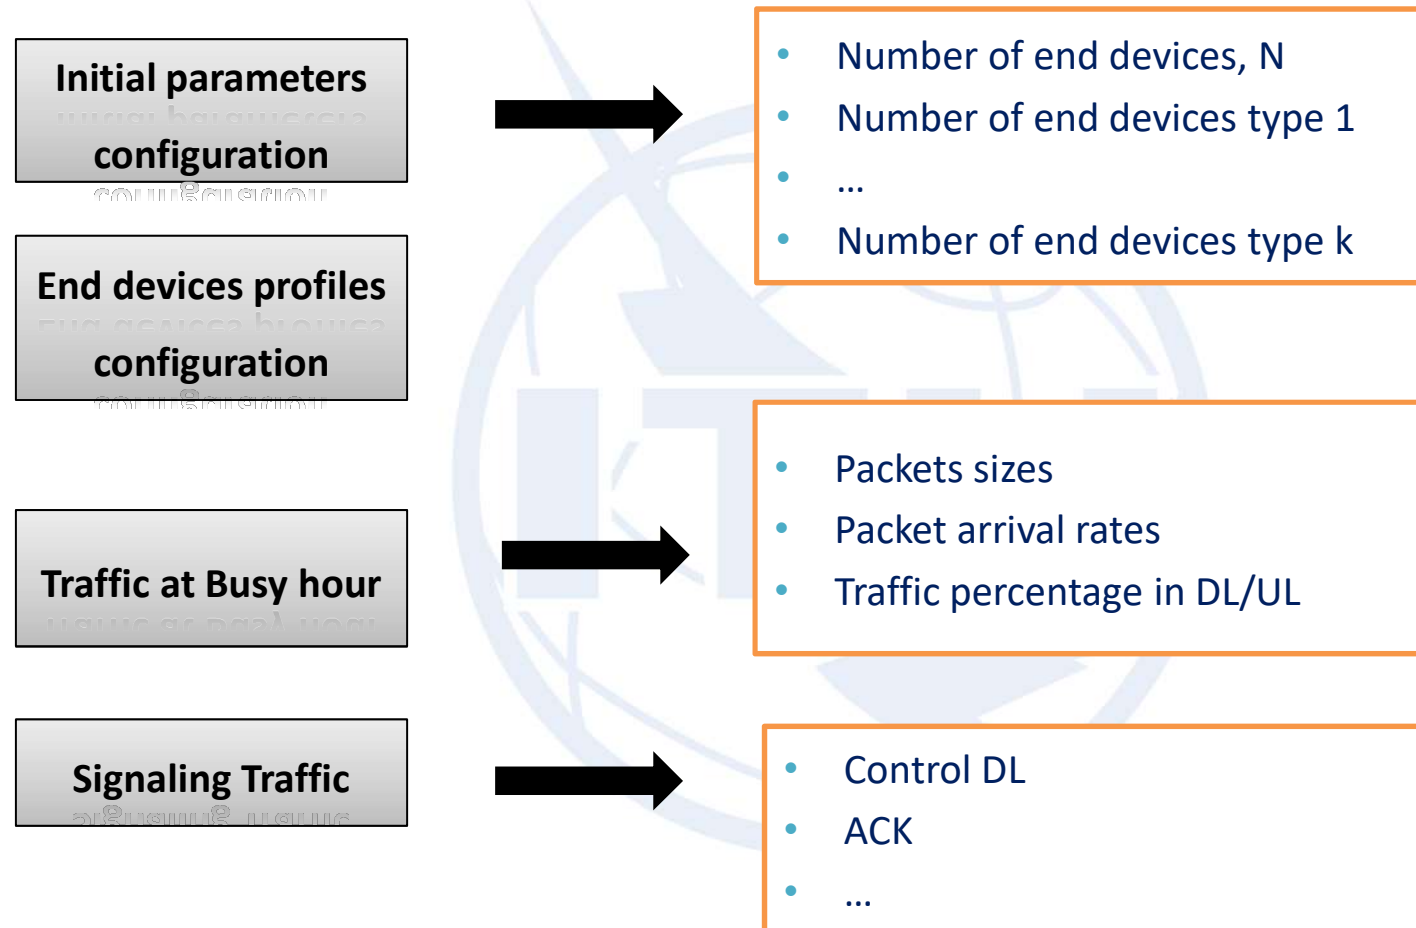 Initial parameters
configuration
Number of end devices, N
Number of end devices type 1
...
Number of end devices type k
End devices profiles
configuration
Traffic at Busy hour
Packets sizes
Packet arrival rates
Traffic percentage in DL/UL
Signaling Traffic
Control DL
ACK
...
ITU